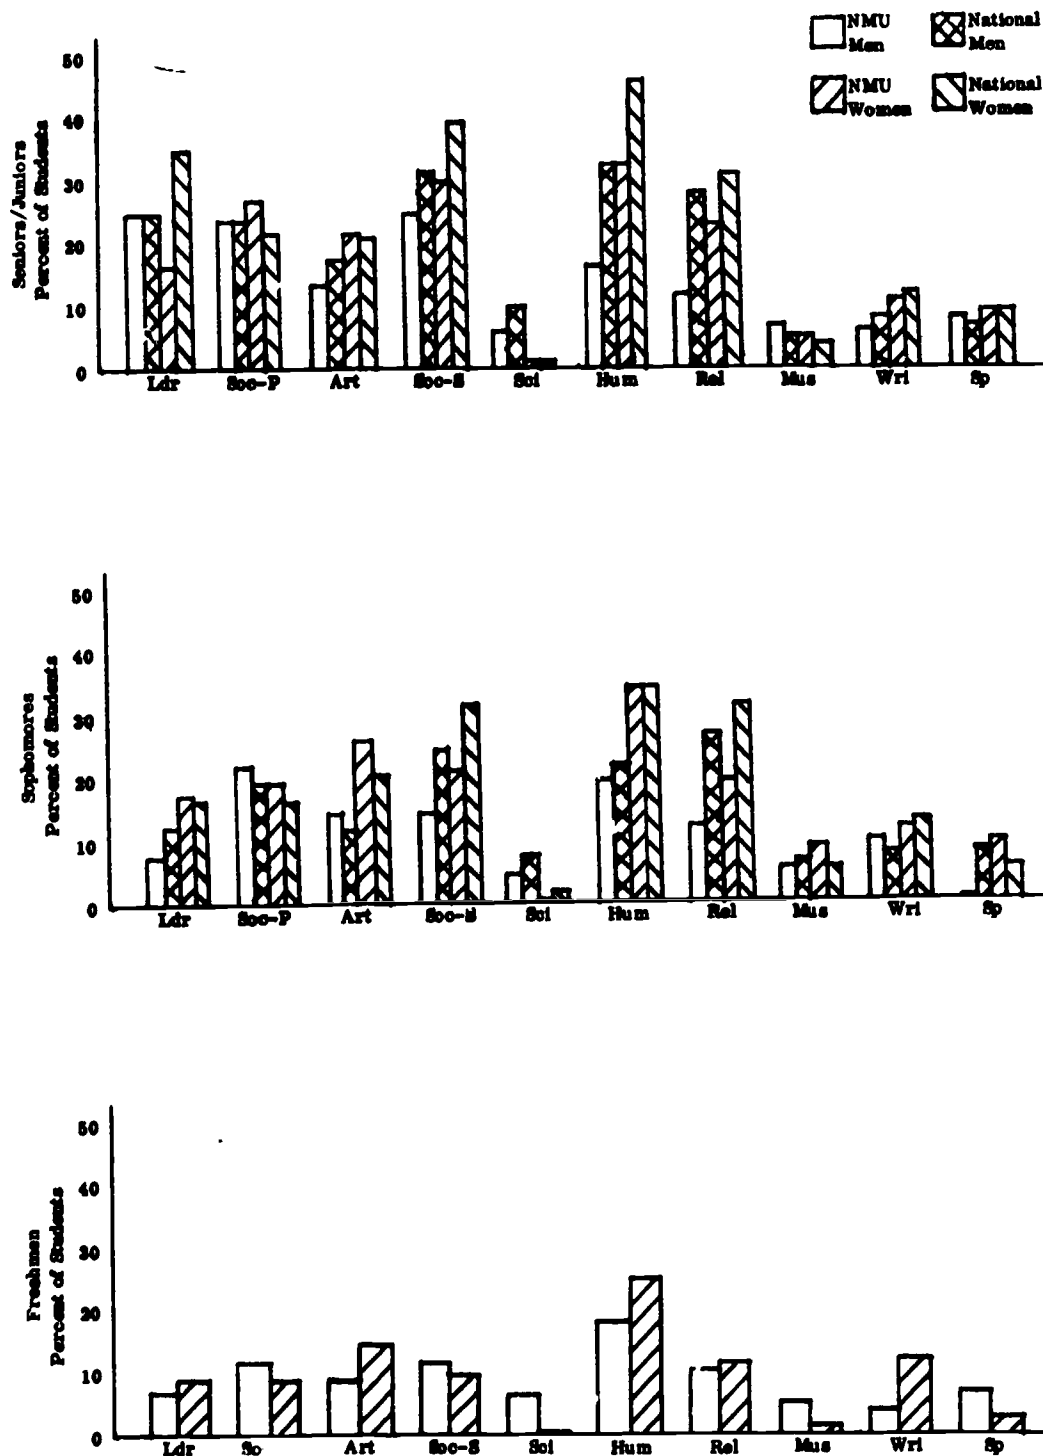 NMU
Men
National
Men
NMU
Women
National
Women
Seniors/Juniors
Percent of Students
50
40
30
20
10
0
Ldr Soc-P Art Soc-S Sci Hum Rel Mus Wri Sp
Sophomores
Percent of Students
50
40
30
20
10
0
Ldr Soc-P Art Soc-S Sci Hum Rel Mus Wri Sp
Freshmen
Percent of Students
50
40
30
20
10
0
Ldr So Art Soc-S Sci Hum Rel Mus Wri Sp